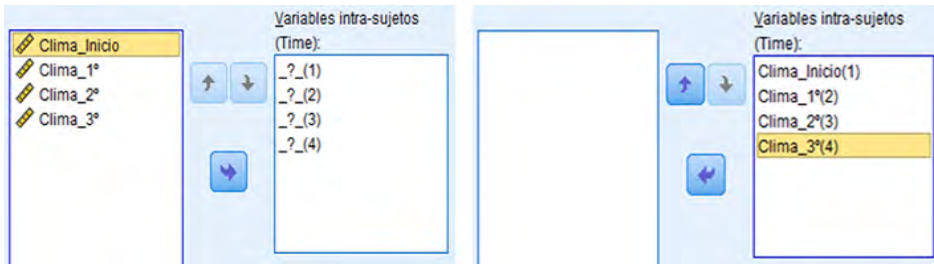 Variables intra-sujetos
(Time):
Clima_Inicio
Clima_1º
Clima_2º
Clima_3º
_?_(1)
_?_(2)
_?_(3)
_?_(4)
Variables intra-sujetos
(Time):
Clima_Inicio(1)
Clima_1º(2)
Clima_2º(3)
Clima_3º(4)